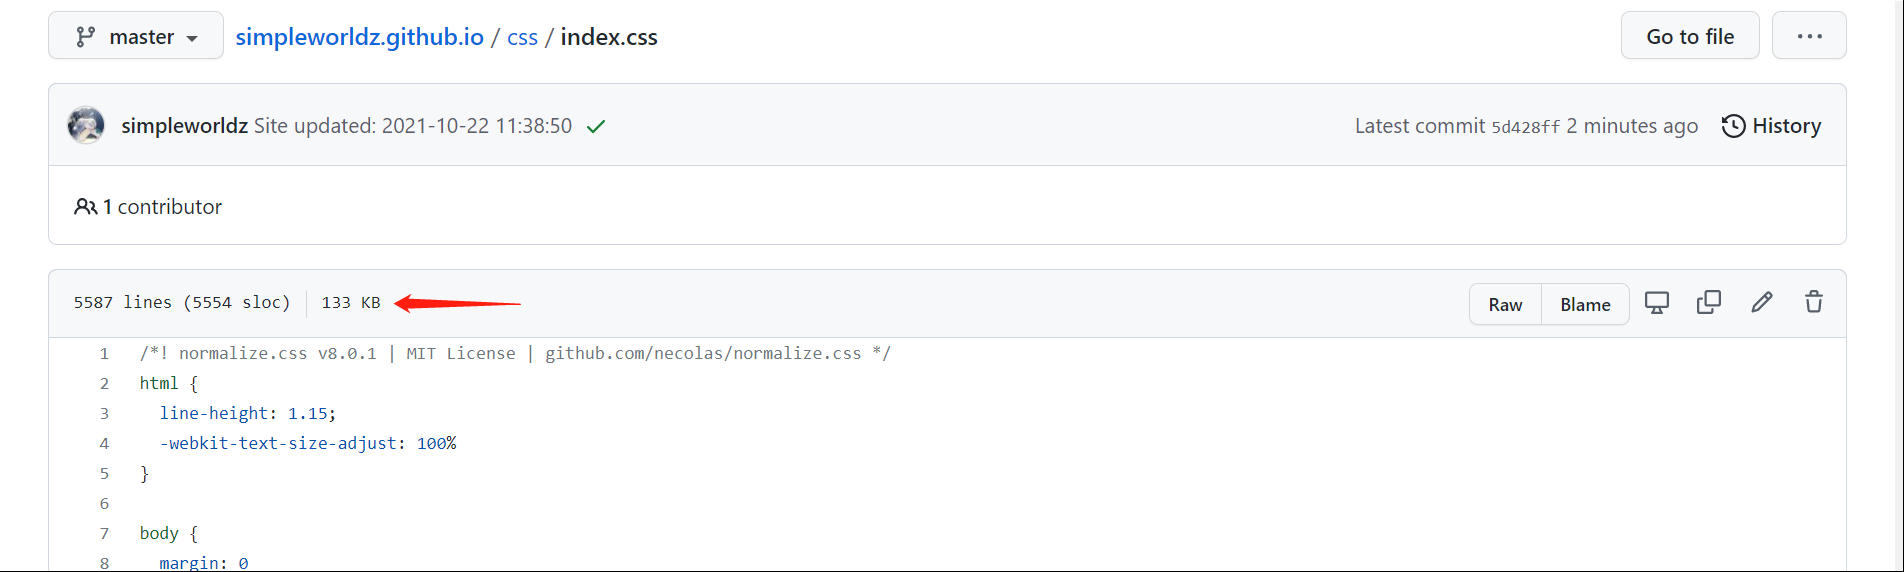 master simpleworldz.github.io / css / index.css Go to file ...
simpleworldz Site updated: 2021-10-22 11:38:50 Latest commit 5d428ff 2 minutes ago History
1 contributor
5587 lines (5554 sloc) 133 KB Raw Blame
1 /*! normalize.css v8.0.1 | MIT License | github.com/necolas/normalize.css */
2 html {
3 line-height: 1.15;
4 -webkit-text-size-adjust: 100%
5 }
6
7 body {
8 margin: 0